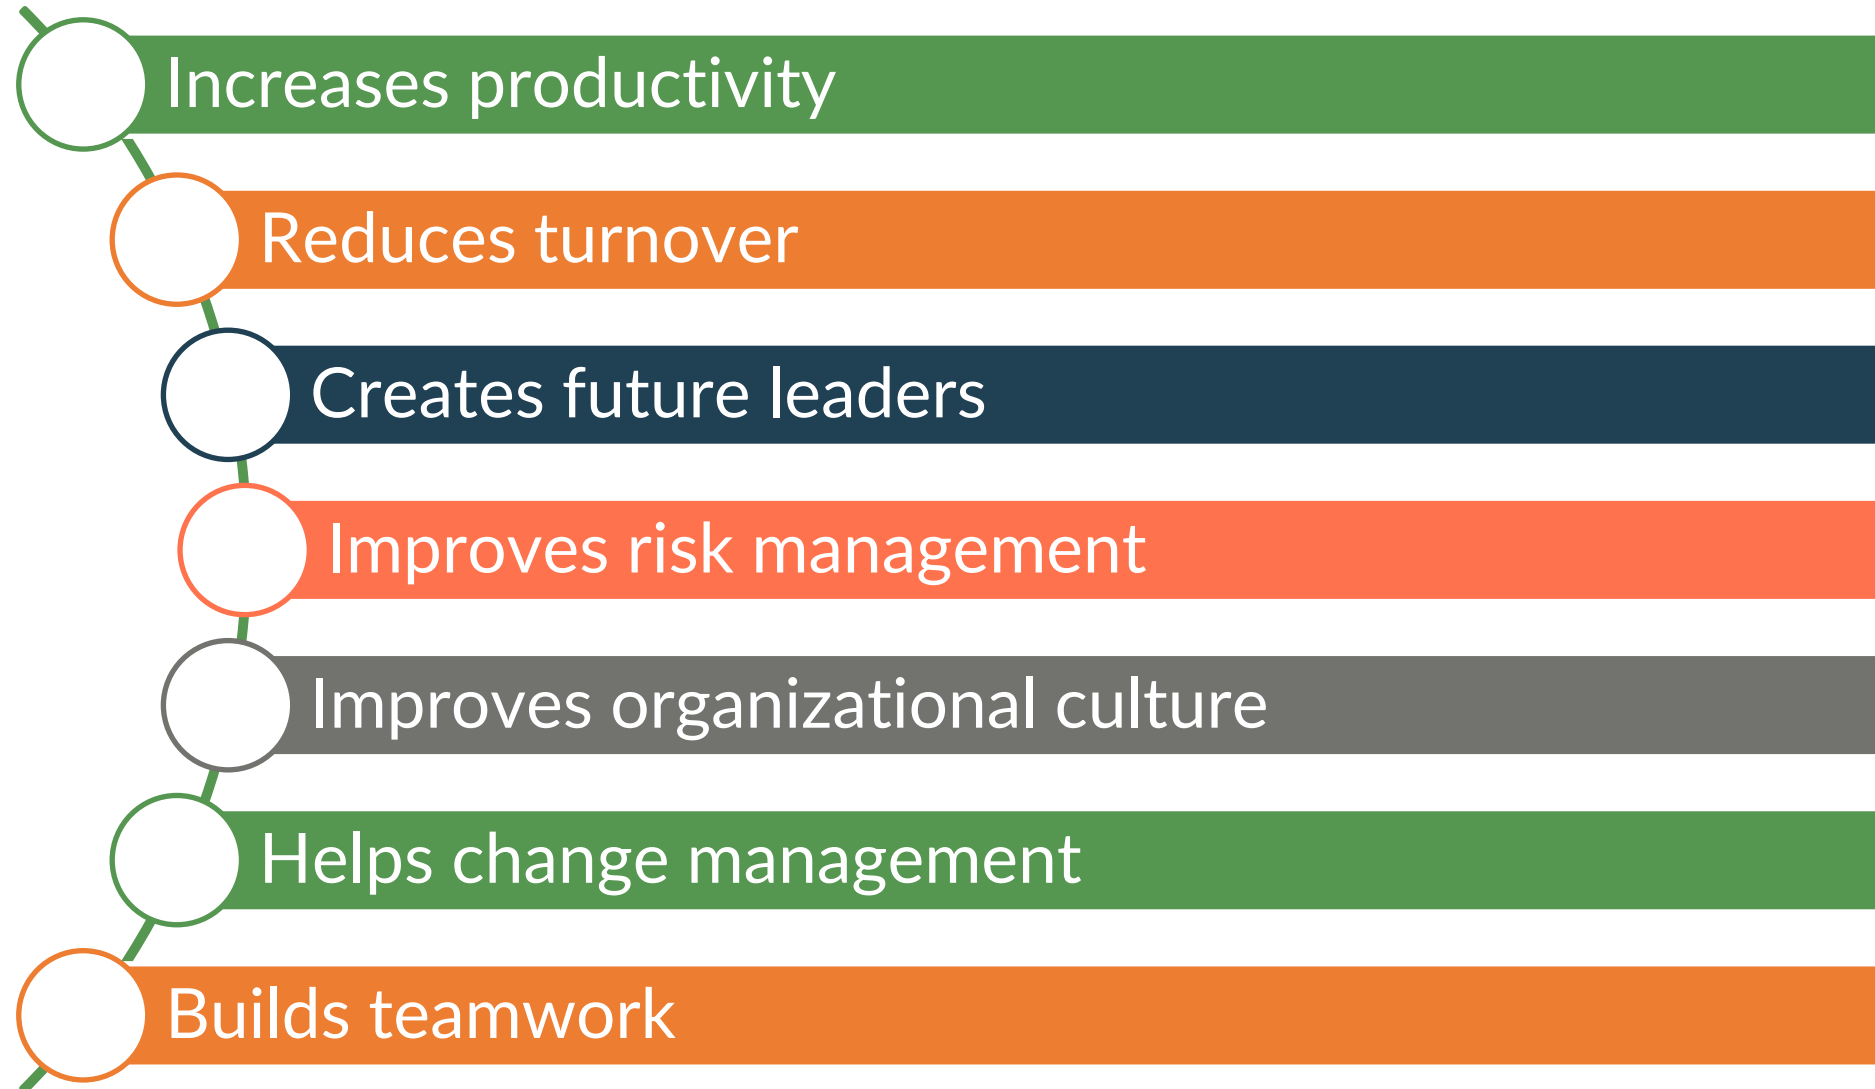 Increases productivity
Reduces turnover
Creates future leaders
Improves risk management
Improves organizational culture
Helps change management
Builds teamwork